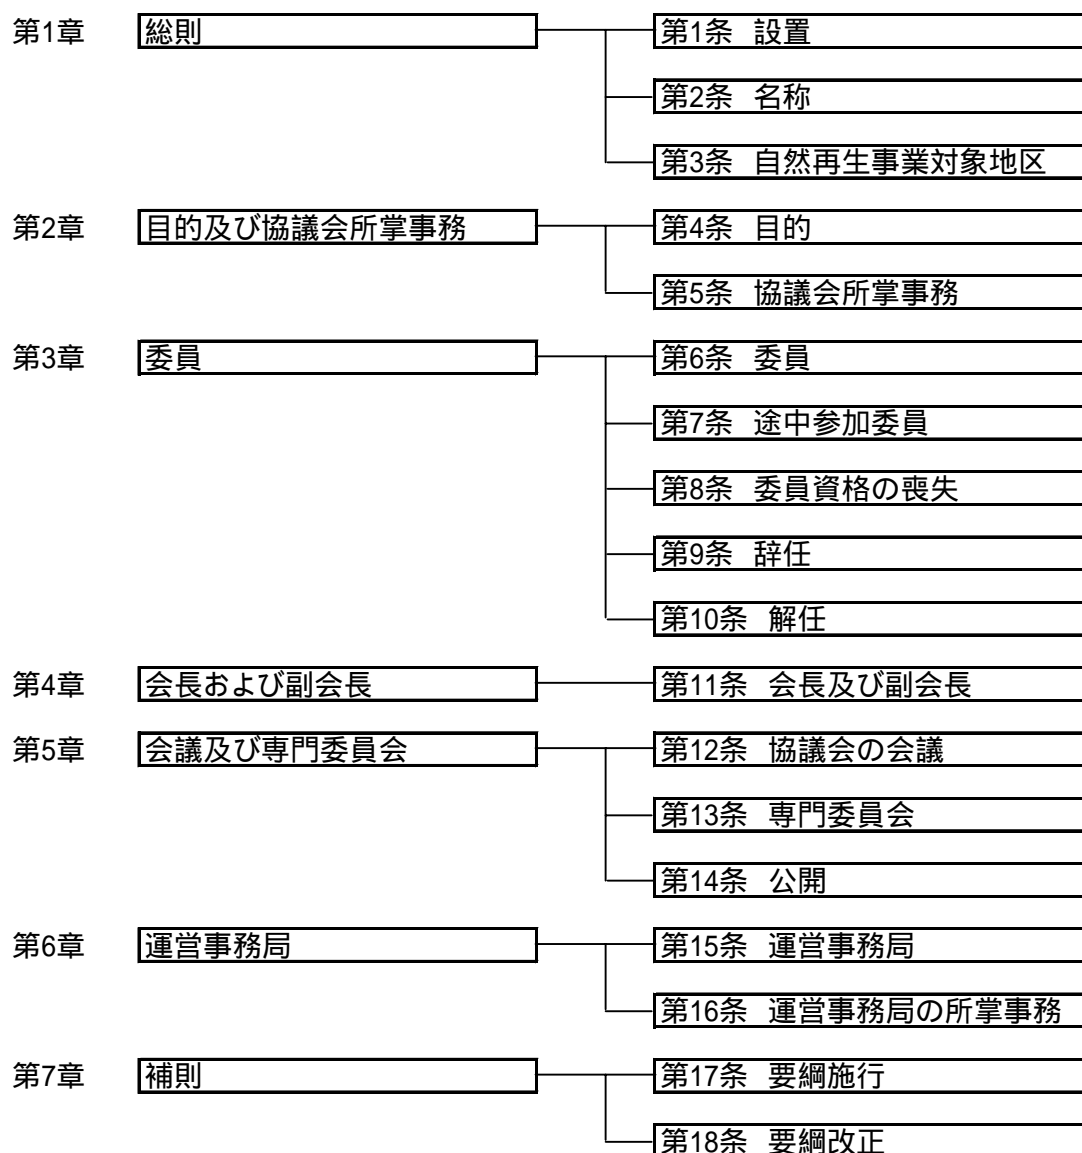 第1章 総則 第1条 設置
第2条 名称
第3条 自然再生事業対象地区
第2章 目的及び協議会所掌事務 第4条 目的
第5条 協議会所掌事務
第3章 委員 第6条 委員
第7条 途中参加委員
第8条 委員資格の喪失
第9条 辞任
第10条 解任
第4章 会長および副会長 第11条 会長及び副会長
第5章 会議及び専門委員会 第12条 協議会の会議
第13条 専門委員会
第14条 公開
第6章 運営事務局 第15条 運営事務局
第16条 運営事務局の所掌事務
第7章 補則 第17条 要綱施行
第18条 要綱改正